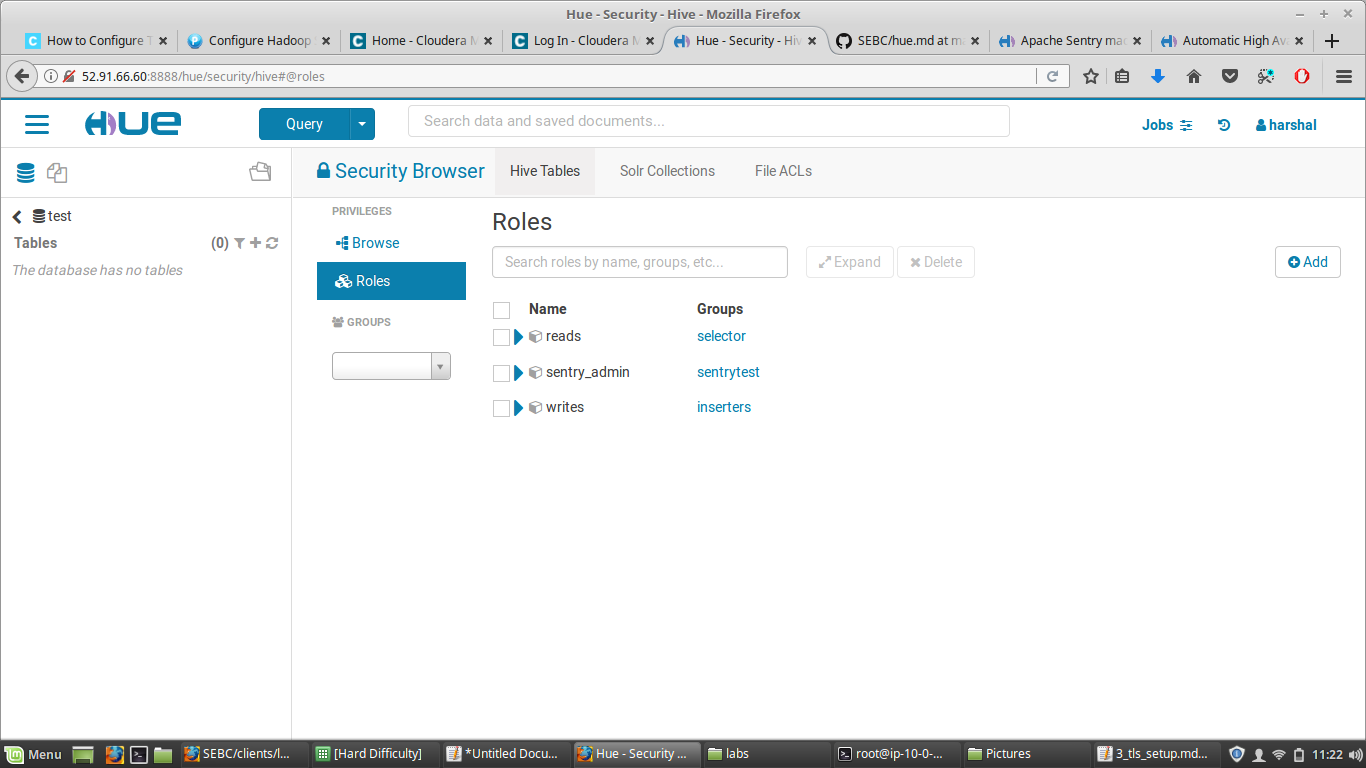 Hue - Security - Hive - Mozilla Firefox
How to Configure T
Configure Hadoop
Home - Cloudera M
Log In - Cloudera M
Hue - Security - Hiv
SEBC/hue.md at m
Apache Sentry mad
Automatic High Ava
52.91.66.60:8888/hue/security/hive#@roles
HUE
Query
Search data and saved documents...
Jobs
harshal
Security Browser
Hive Tables
Solr Collections
File ACLs
test
Tables
(0)
The database has no tables
PRIVILEGES
Browse
Roles
GROUPS
Roles
Search roles by name, groups, etc...
Expand
Delete
Add
Name
Groups
reads
selector
sentry_admin
sentrytest
writes
inserters
Menu
SEBC/clients/l...
[Hard Difficulty]
*Untitled Docu...
Hue - Security ...
labs
root@ip-10-0-...
Pictures
3_tls_setup.md...
11:22